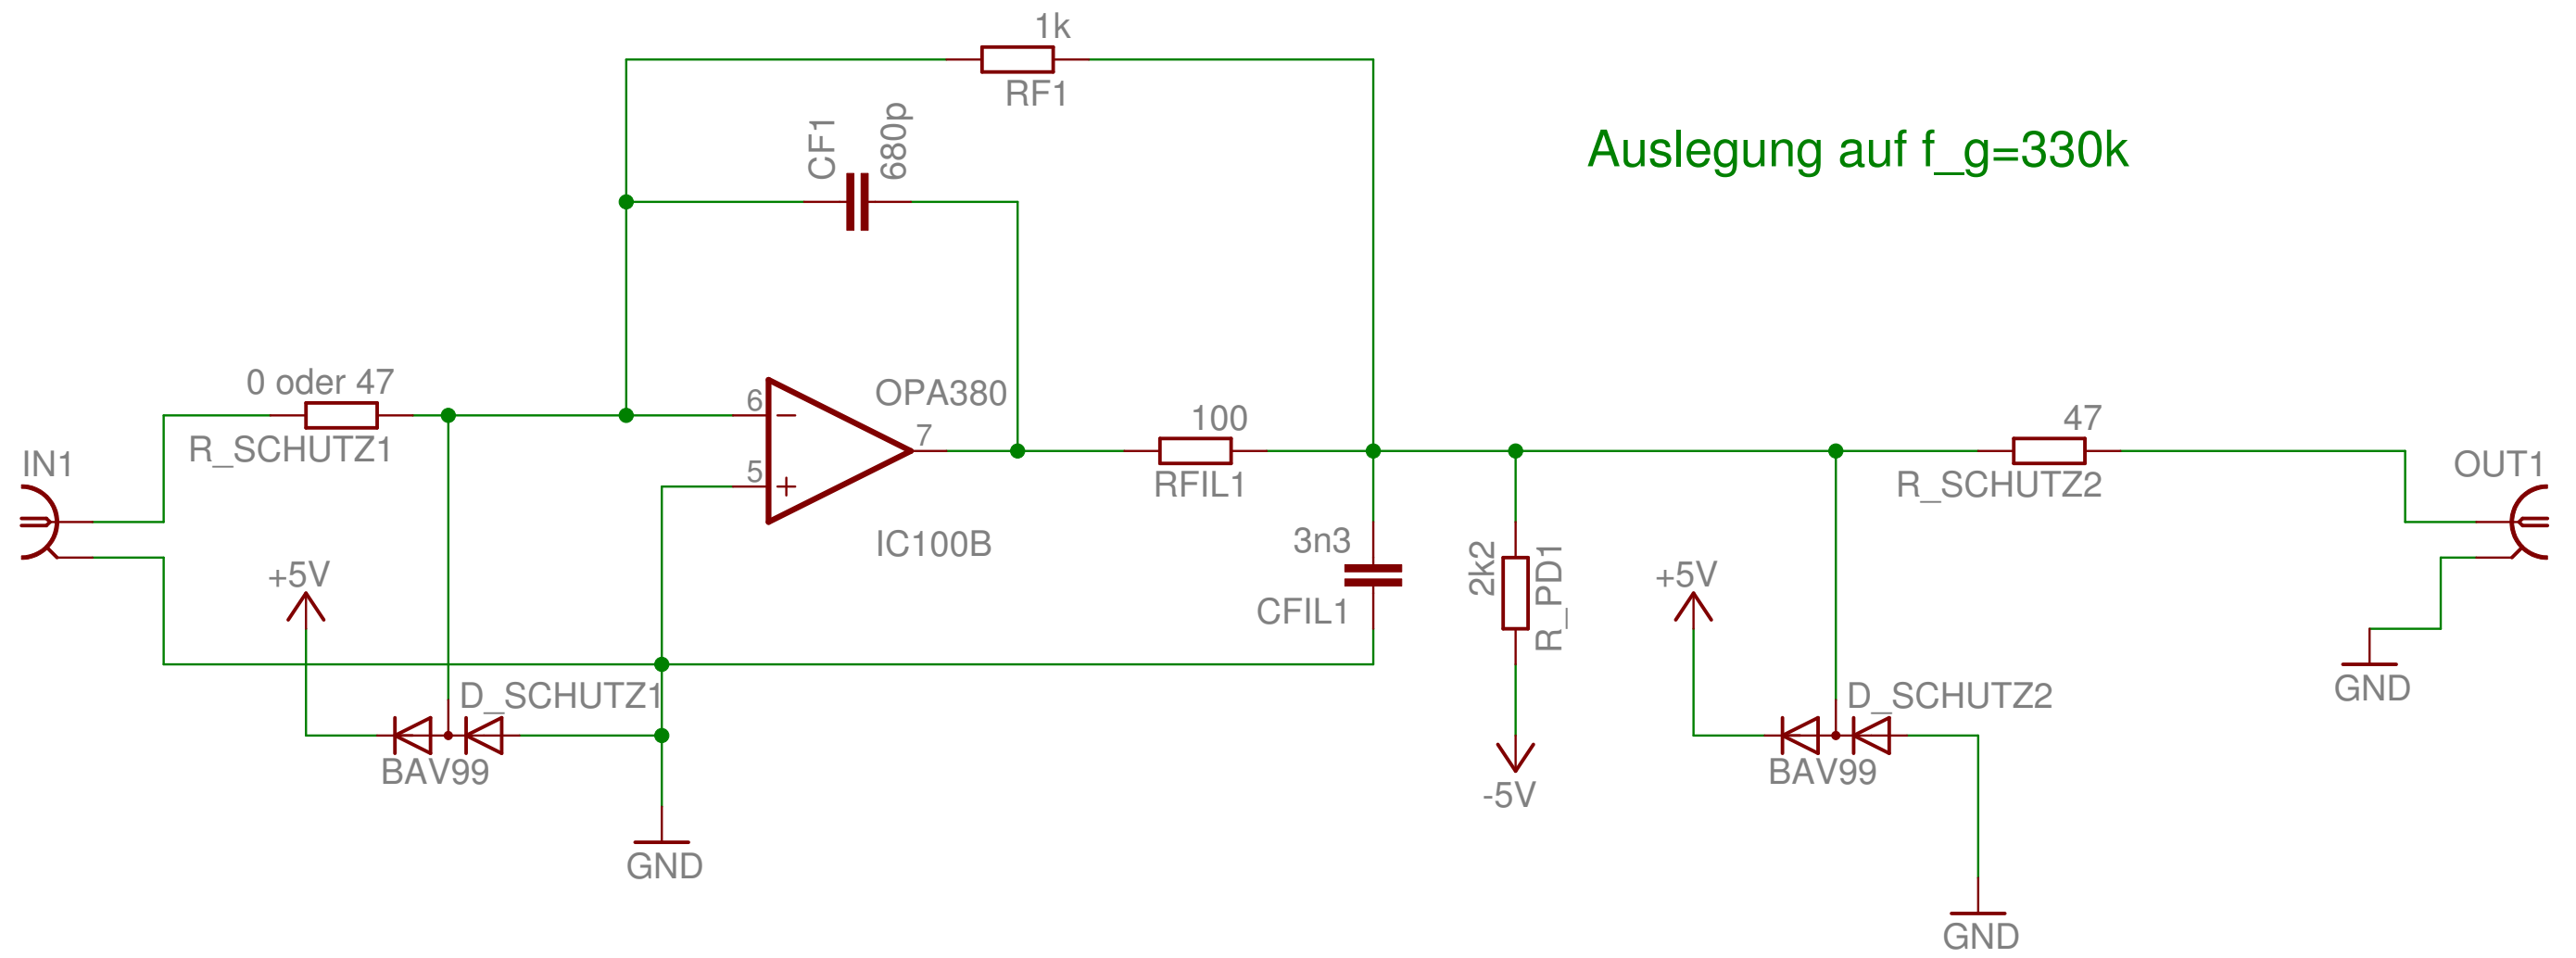 1k
RF1
CF1
680p
Auslegung auf f_g=330k
0 oder 47
R_SCHUTZ1
6
OPA380
7
5
IC100B
100
RFIL1
47
R_SCHUTZ2
IN1
OUT1
+5V
3n3
CFIL1
2k2
R_PD1
+5V
D_SCHUTZ1
BAV99
D_SCHUTZ2
BAV99
GND
-5V
GND
GND